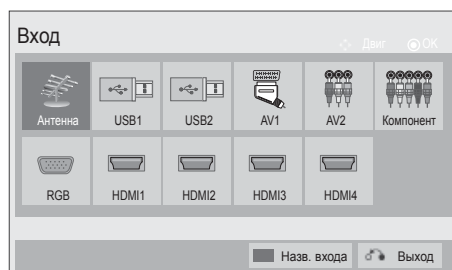 Вход
Двиг OK
Антенна USB1 USB2 AV1 AV2 Компонент
RGB HDMI1 HDMI2 HDMI3 HDMI4
Назв. входа Выход